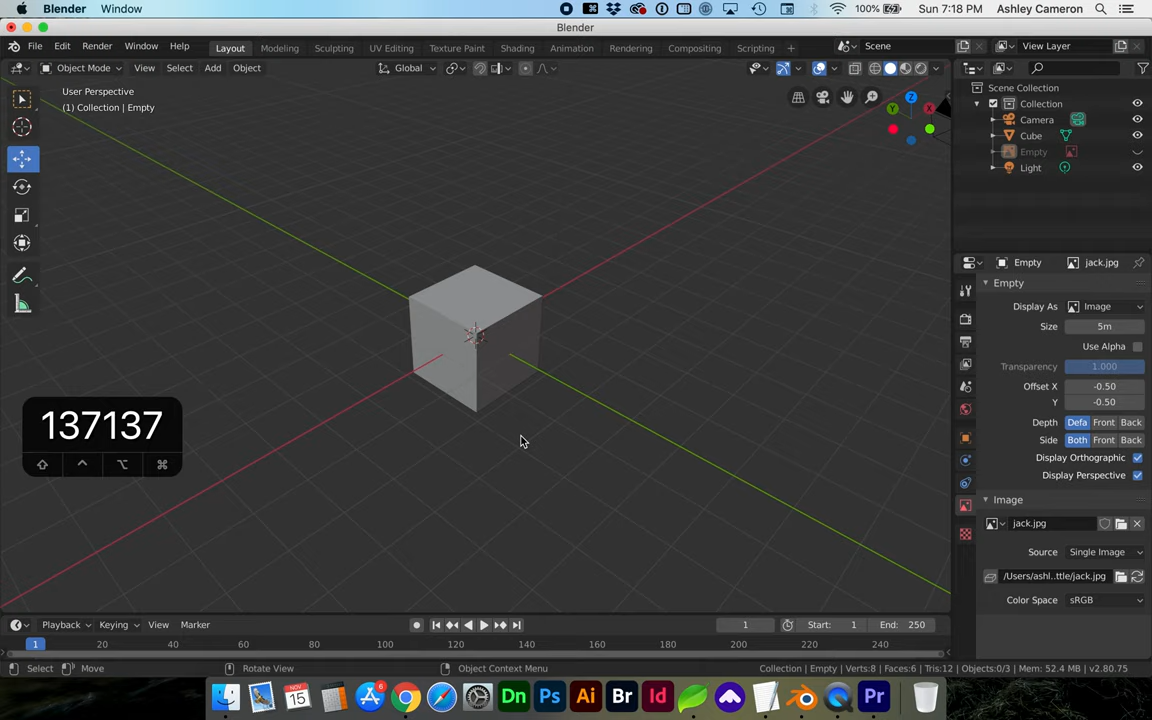 Blender Window 100% Sun 7:18 PM Ashley Cameron
Blender
File Edit Render Window Help Layout Modeling Sculpting UV Editing Texture Paint Shading Animation Rendering Compositing Scripting + Scene View Layer
Object Mode View Select Add Object Global
User Perspective
(1) Collection | Empty
Z
Y
X
Scene Collection
Collection
Camera
Cube
Empty
Light
Empty jack.jpg
Empty
Display As Image
Size 5m
Use Alpha
Transparency 1.000
Offset X -0.50
Y -0.50
Depth Defa Front Back
Side Both Front Back
Display Orthographic
Display Perspective
Image
jack.jpg
Source Single Image
/Users/ashl..ttle/jack.jpg
Color Space sRGB
137137
Playback Keying View Marker 1 Start: 1 End: 250
1 20 40 60 80 100 120 140 160 180 200 220 240
Select Move Rotate View Object Context Menu Collection | Empty | Verts:8 | Faces:6 | Tris:12 | Objects:0/3 | Mem: 52.4 MB | v2.80.75
NOV 15 6 Dn Ps Ai Br Id Pr